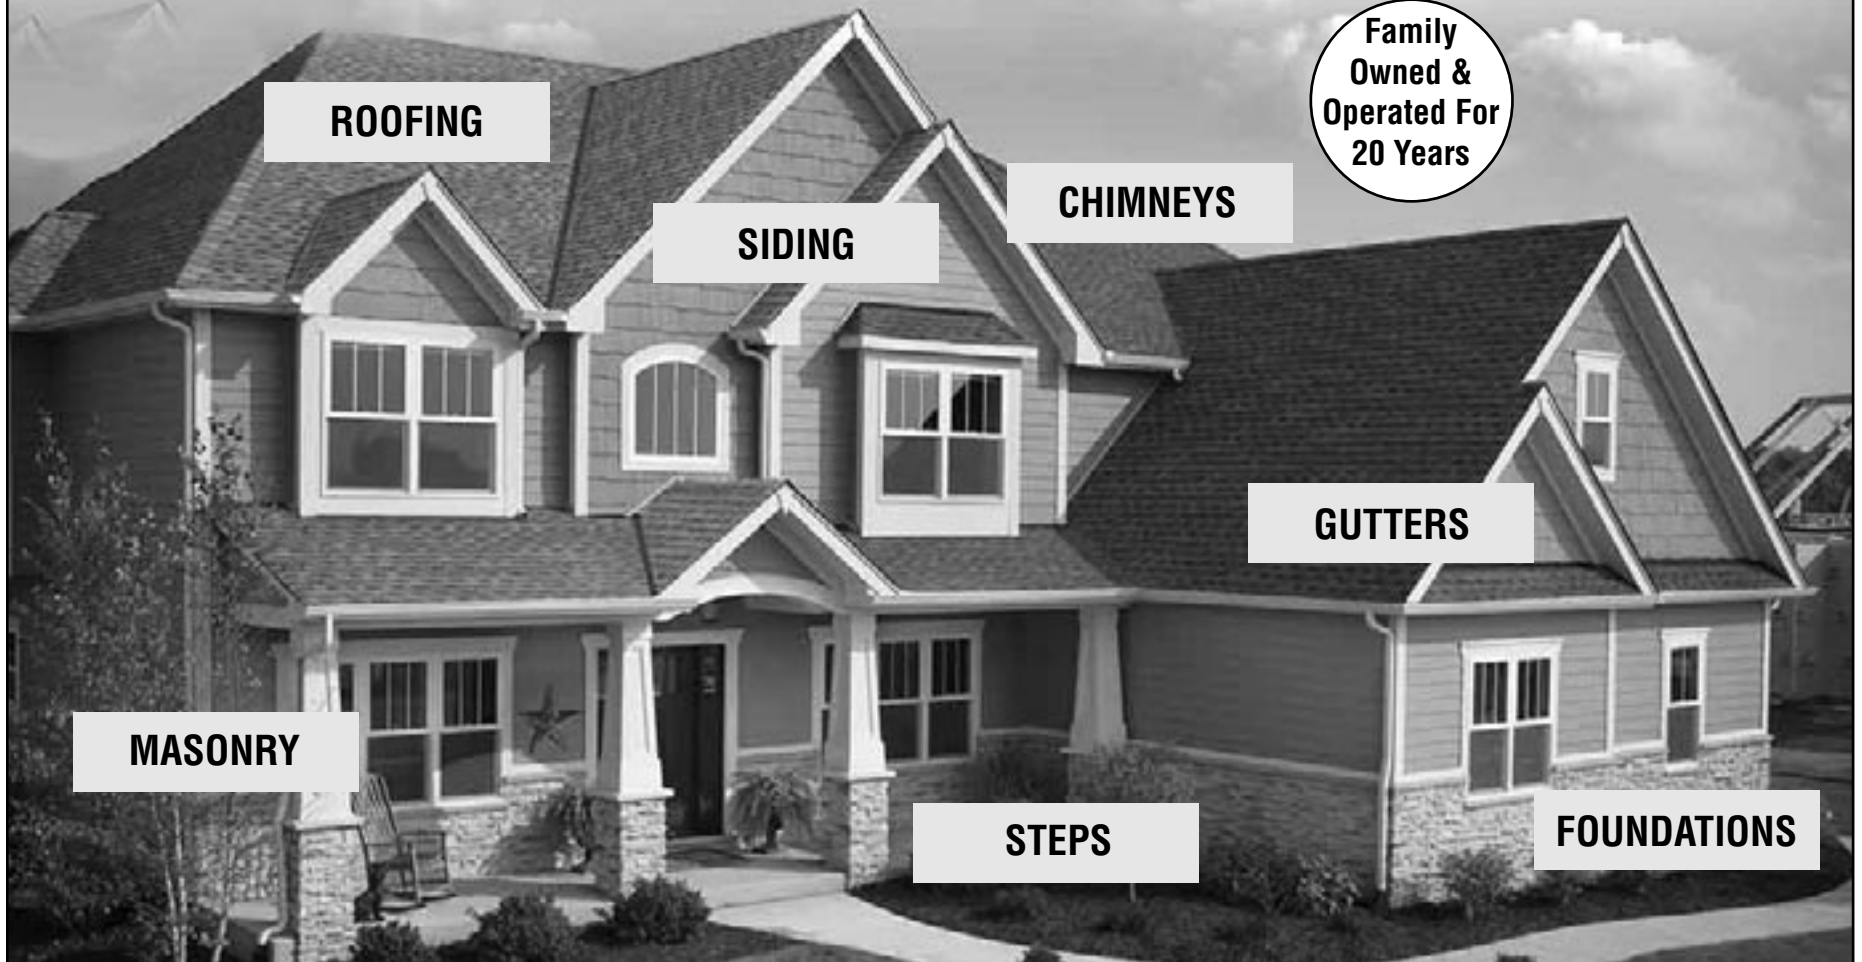 Family
Owned &
Operated For
20 Years
ROOFING
CHIMNEYS
SIDING
GUTTERS
MASONRY
STEPS
FOUNDATIONS